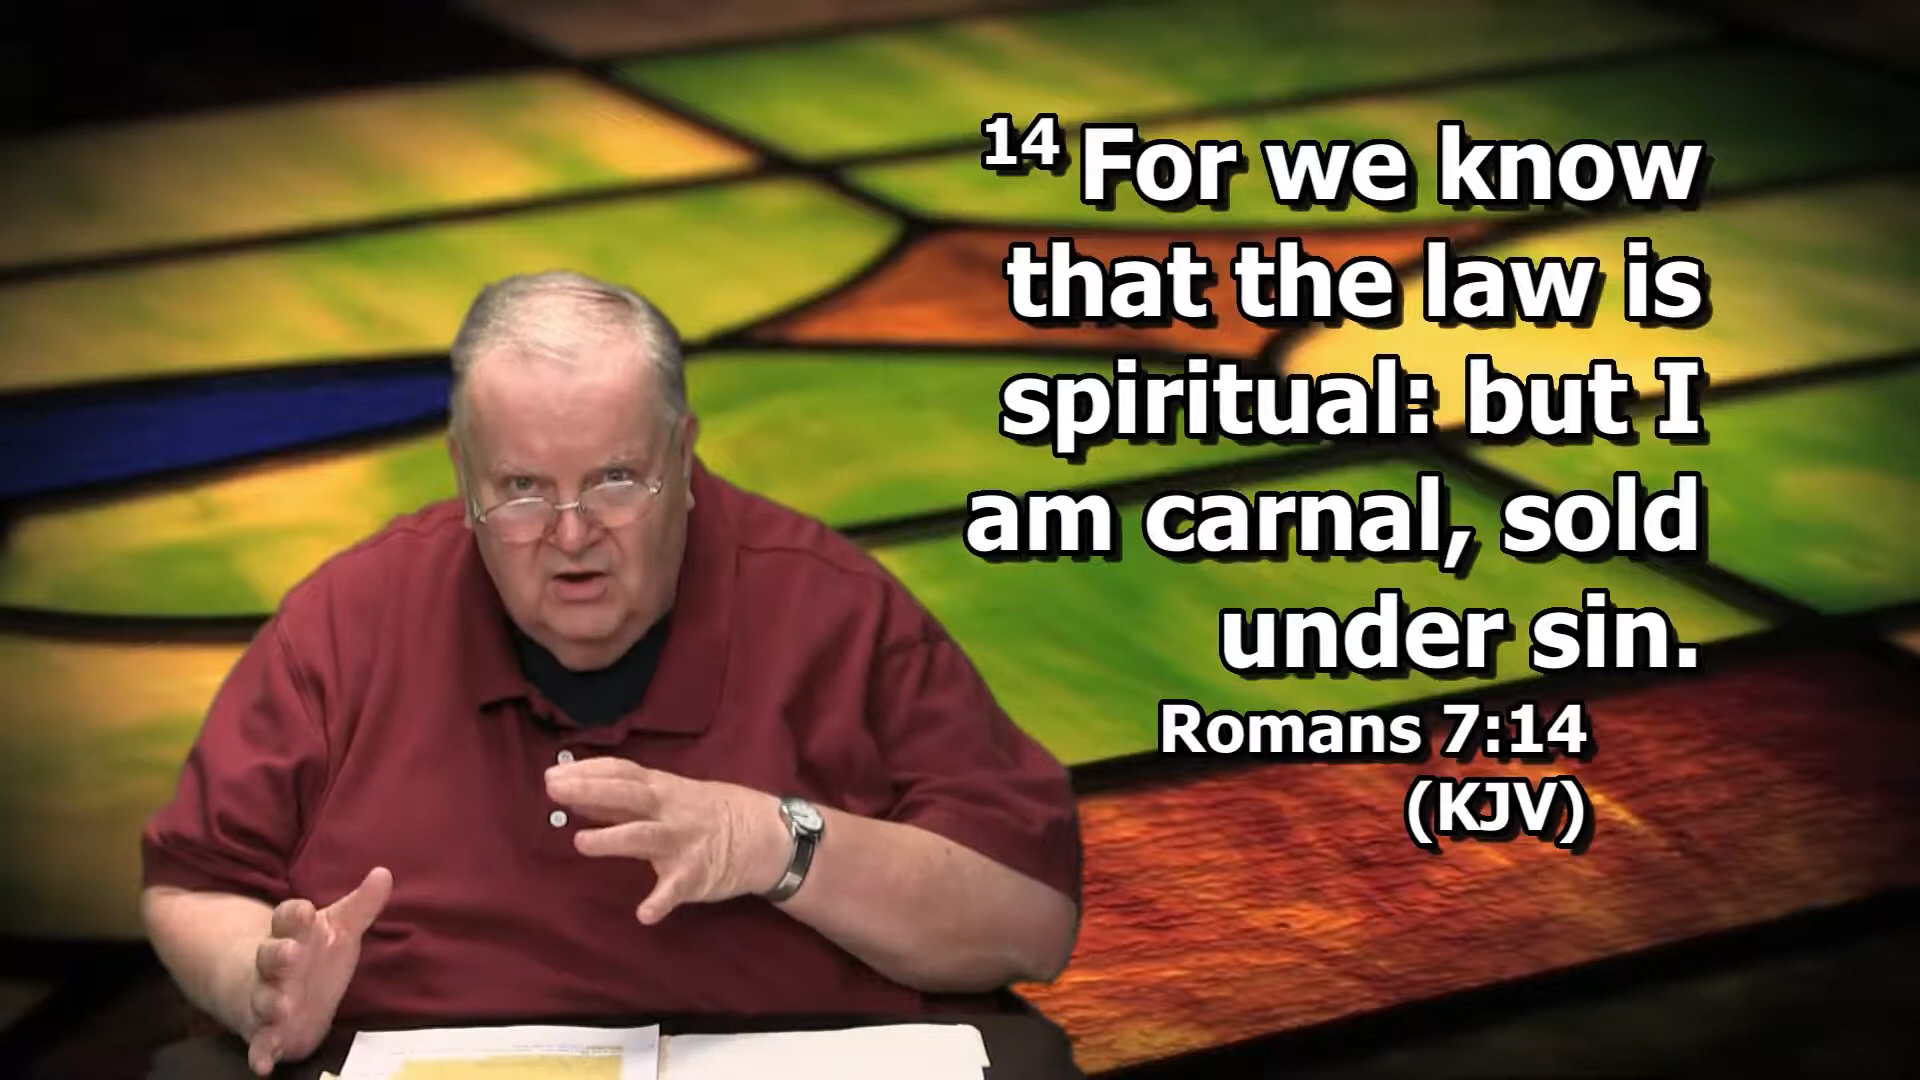 14 For we know
that the law is
spiritual: but I
am carnal, sold
under sin.
Romans 7:14
(KJV)